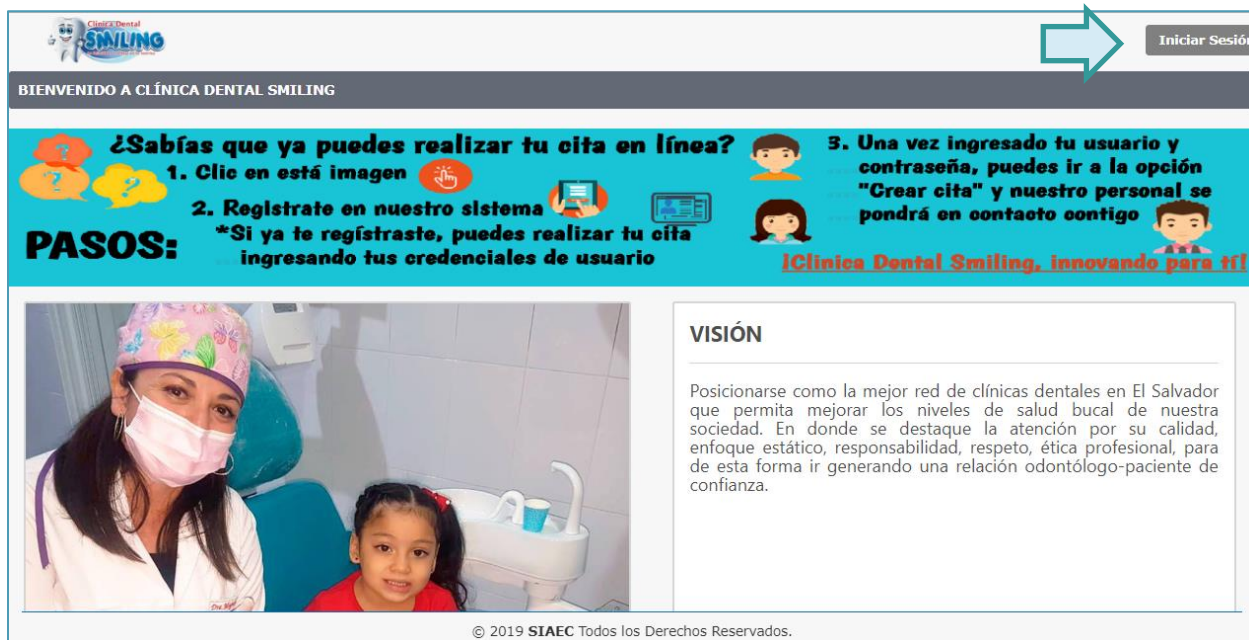 Clínica Dental
SMILING
Iniciar Sesión
BIENVENIDO A CLÍNICA DENTAL SMILING
¿Sabías que ya puedes realizar tu cita en línea?
1. Clic en está imagen
2. Registrate en nuestro sistema
*Si ya te regístraste, puedes realizar tu cita
ingresando tus credenciales de usuario
PASOS:
3. Una vez ingresado tu usuario y
contraseña, puedes ir a la opción
"Crear cita" y nuestro personal se
pondrá en contacto contigo
¡Clinica Dental Smiling, innovando para tí!
VISIÓN
Posicionarse como la mejor red de clínicas dentales en El Salvador
que permita mejorar los niveles de salud bucal de nuestra
sociedad. En donde se destaque la atención por su calidad,
enfoque estático, responsabilidad, respeto, ética profesional, para
de esta forma ir generando una relación odontólogo-paciente de
confianza.
© 2019 SIAEC Todos los Derechos Reservados.